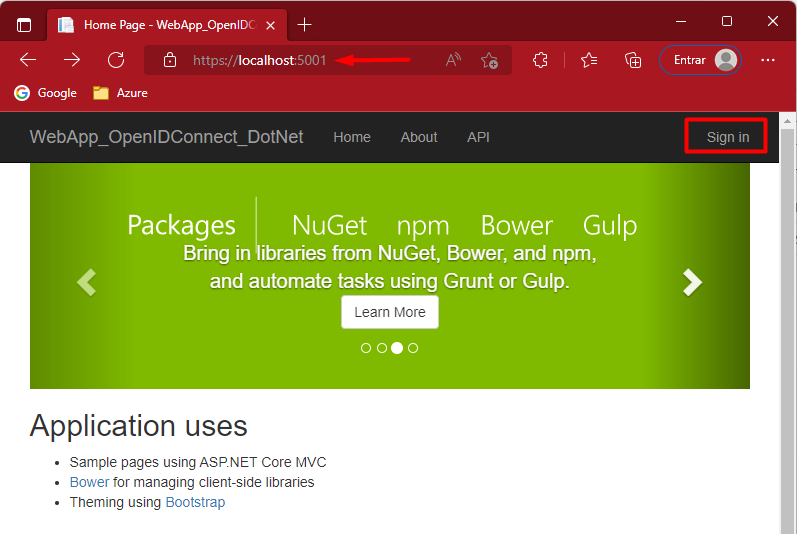 Home Page - WebApp_OpenIDC
https://localhost:5001
Entrar
Google Azure
WebApp_OpenIDConnect_DotNet Home About API Sign in
Packages NuGet npm Bower Gulp
Bring in libraries from NuGet, Bower, and npm,
and automate tasks using Grunt or Gulp.
Learn More
Application uses
Sample pages using ASP.NET Core MVC
Bower for managing client-side libraries
Theming using Bootstrap